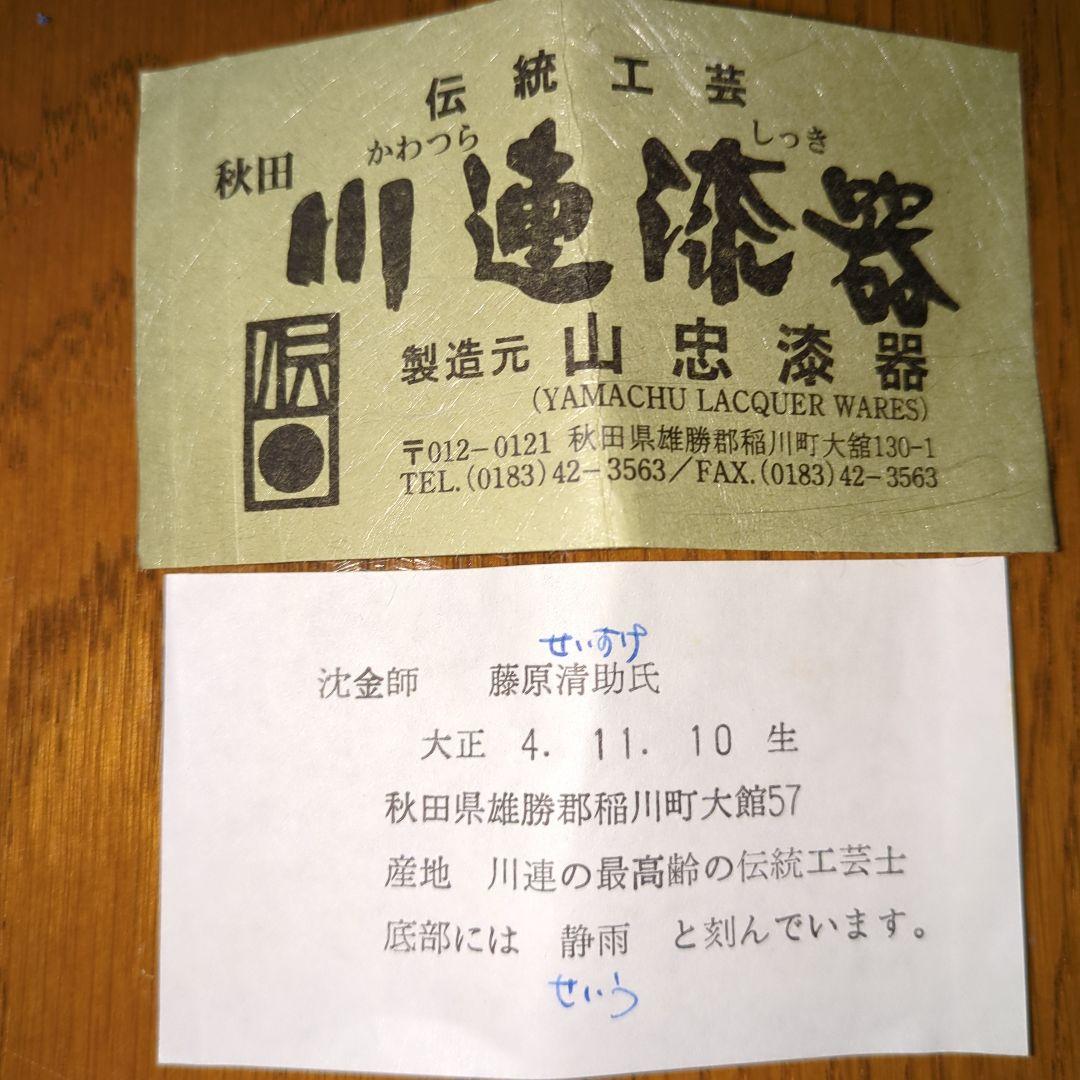 伝統工芸
かわつら しっき
秋田 川連漆器
伝
製造元 山忠漆器
(YAMACHU LACQUER WARES)
〒012-0121 秋田県雄勝郡稲川町大舘130-1
TEL.(0183)42-3563/FAX.(0183)42-3563
せいすけ
沈金師 藤原清助氏
大正 4. 11. 10 生
秋田県雄勝郡稲川町大館57
産地 川連の最高齢の伝統工芸士
底部には 静雨 と刻んでいます。
せいう